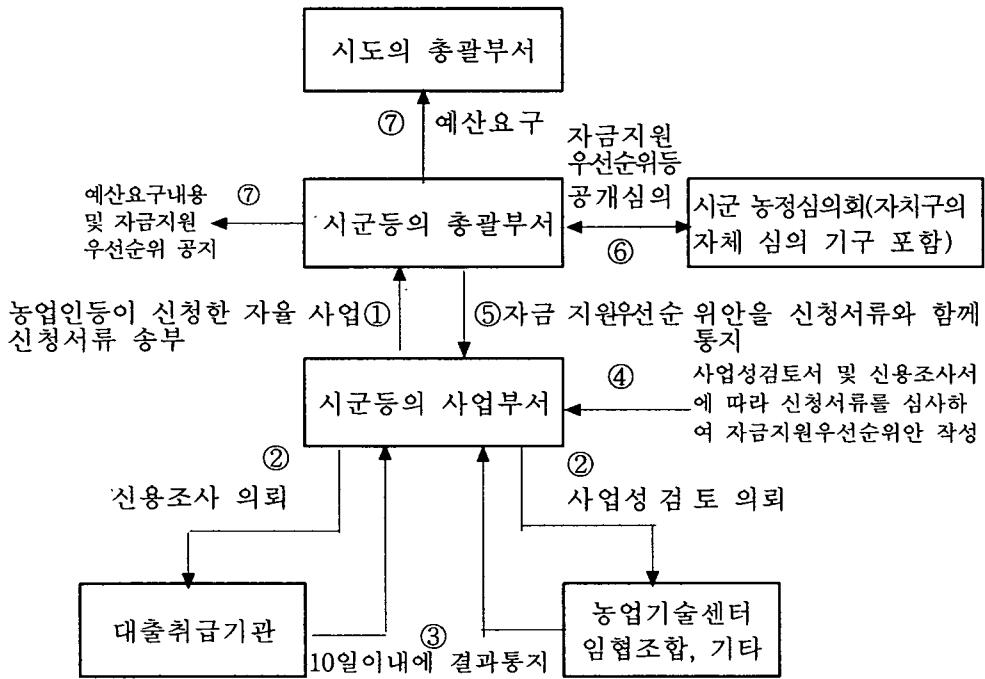 시도의 총괄부서
⑦ 예산요구
자금지원
우선순위등
공개심의
⑥
예산요구내용 ⑦
및 자금지원
우선순위 공지
시군등의 총괄부서
시군 농정심의회(자치구의
자체 심의 기구 포함)
농업인등이 신청한 자율 사업①
신청서류 송부
⑤자금 지원우선순 위안을 신청서류와 함께
통지
시군등의 사업부서
④
사업성검토서 및 신용조사서
에 따라 신청서류를 심사하
여 자금지원우선순위안 작성
②
신용조사 의뢰
②
사업성 검토 의뢰
대출취급기관
③
10일이내에 결과통지
농업기술센터
임협조합, 기타